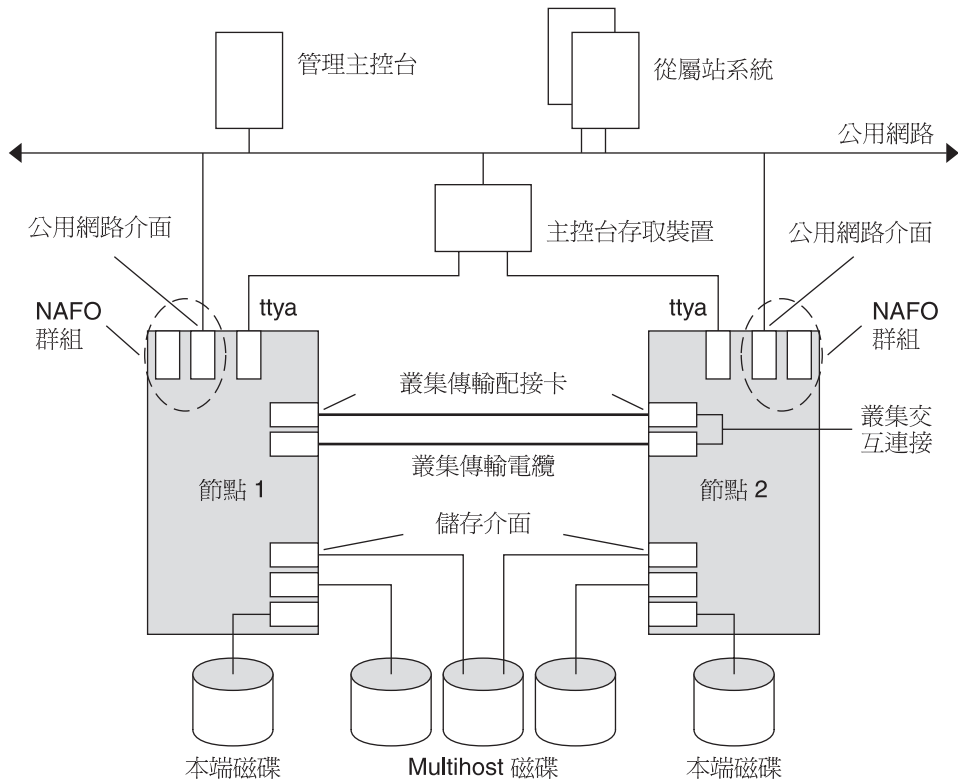 管理主控台
從屬站系統
公用網路
公用網路介面
主控台存取裝置
公用網路介面
NAFO
群組
ttya
ttya
NAFO
群組
叢集傳輸配接卡
叢集交
互連接
叢集傳輸電纜
節點 1
節點 2
儲存介面
本端磁碟
Multihost 磁碟
本端磁碟